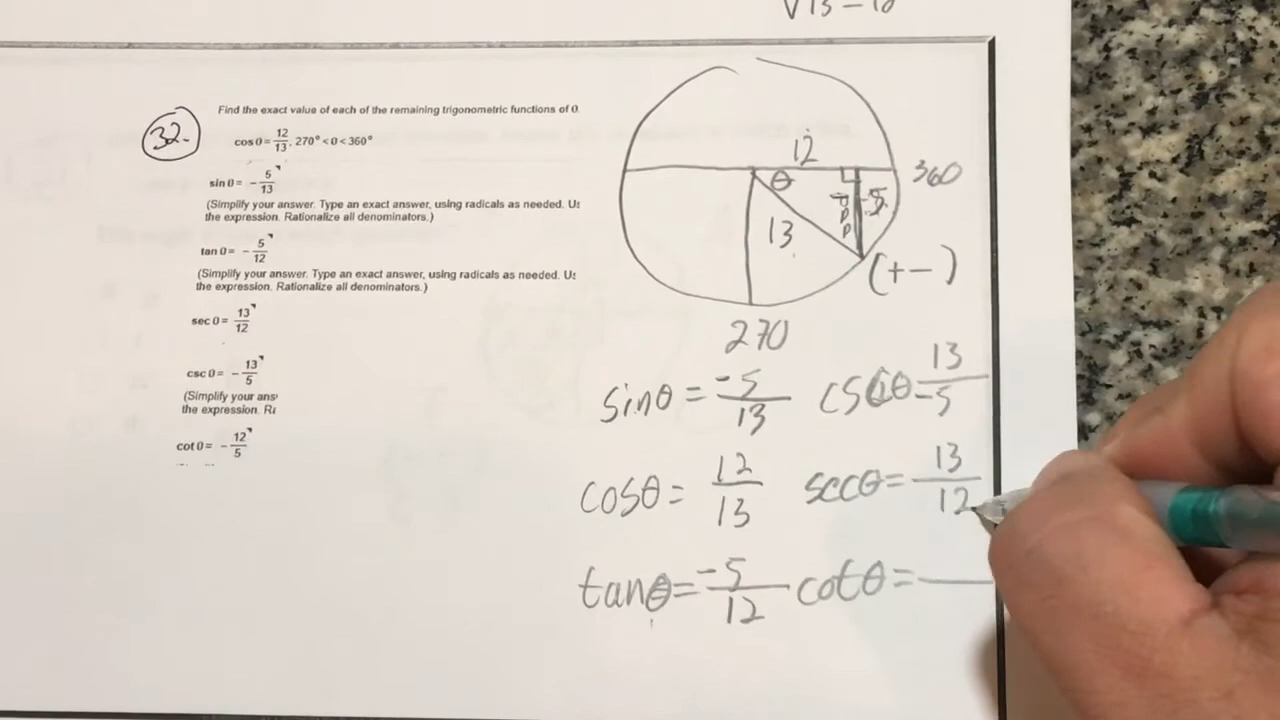 √13 – 1
32.
Find the exact value of each of the remaining trigonometric functions of θ.
cos θ = 12/13, 270° < θ < 360°
sin θ = - 5/13
(Simplify your answer. Type an exact answer, using radicals as needed. Us
the expression. Rationalize all denominators.)
tan θ = - 5/12
(Simplify your answer. Type an exact answer, using radicals as needed. Us
the expression. Rationalize all denominators.)
sec θ = 13/12
csc θ = - 13/5
(Simplify your ans
the expression. Ra
cot θ = - 12/5
12
θ
360
13
-5
opp
(+ -)
270
sinθ = -5/13 cscθ 13/-5
cosθ = 12/13 secθ = 13/12
tanθ = -5/12 cotθ =